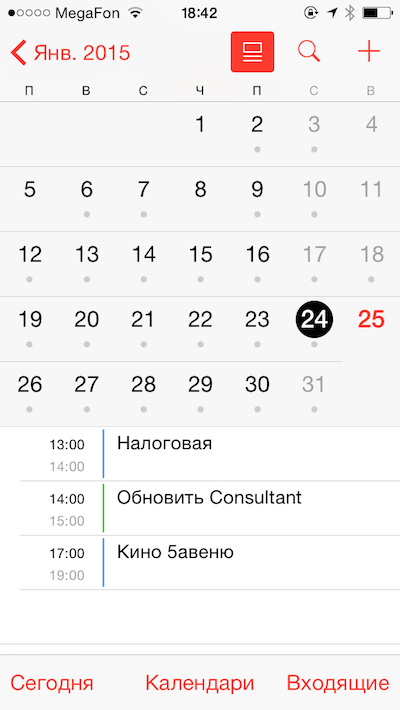 MegaFon 18:42
Янв. 2015
П В С Ч П С В
1 2 3 4
5 6 7 8 9 10 11
12 13 14 15 16 17 18
19 20 21 22 23 24 25
26 27 28 29 30 31
13:00 Налоговая
14:00
14:00 Обновить Consultant
15:00
17:00 Кино 5авеню
19:00
Сегодня Календари Входящие